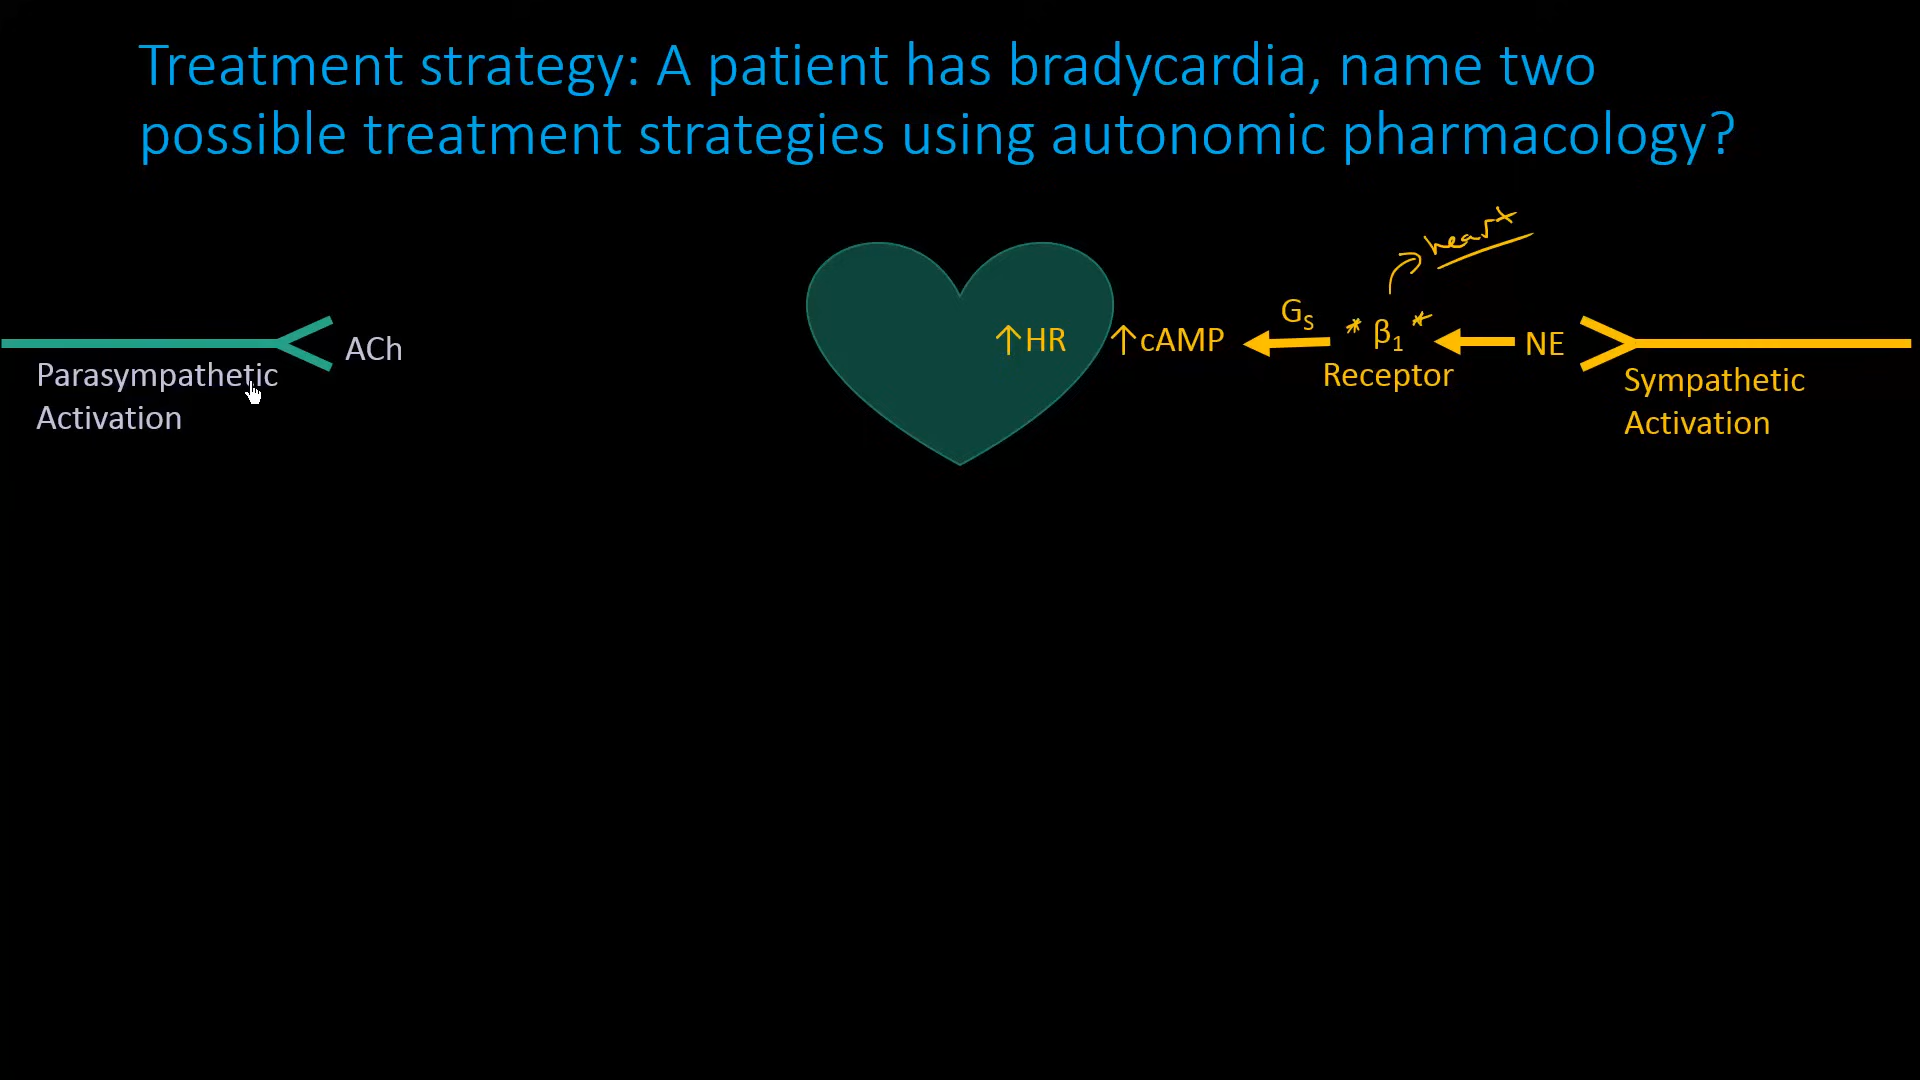 Treatment strategy: A patient has bradycardia, name two
possible treatment strategies using autonomic pharmacology?
heart
Parasympathetic
Activation
ACh
↑HR
↑cAMP
Gs
* β1 *
Receptor
NE
Sympathetic
Activation